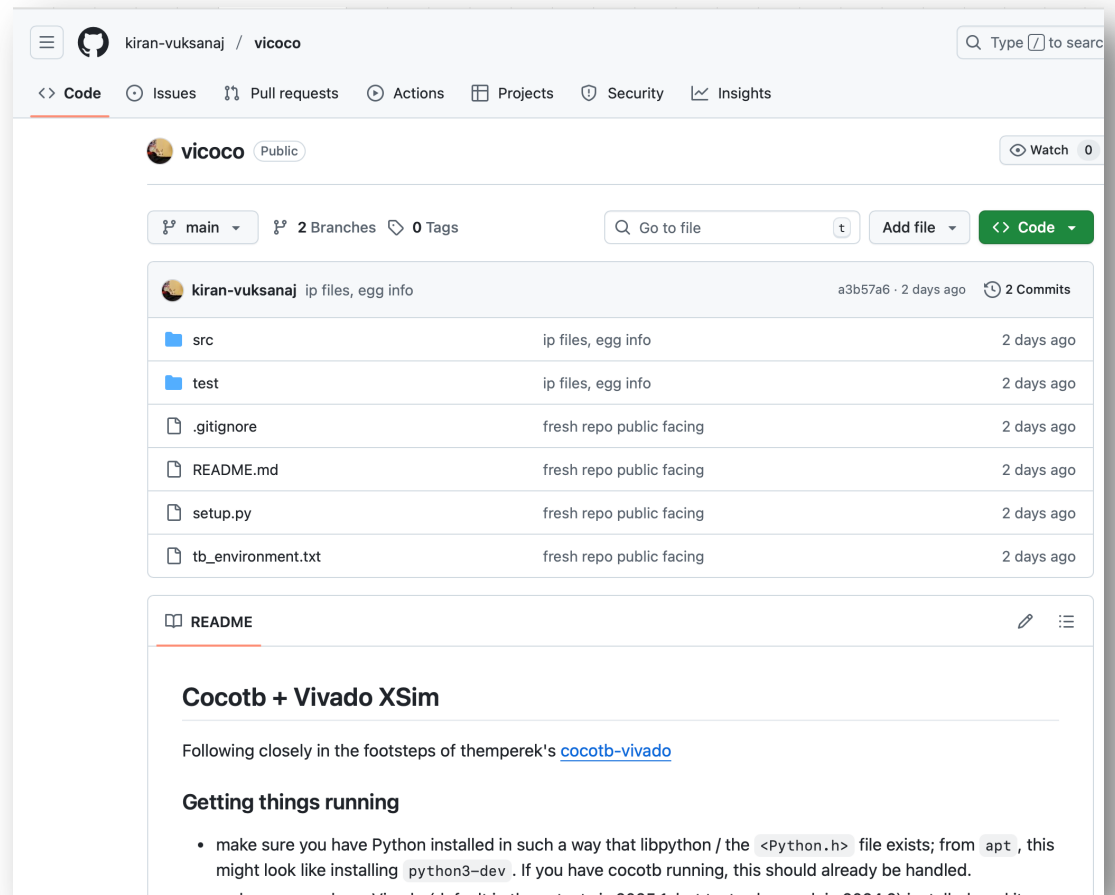 kiran-vuksanaj / vicoco
Type / to searc
Code Issues Pull requests Actions Projects Security Insights
vicoco Public
Watch 0
main 2 Branches 0 Tags Go to file t Add file Code
kiran-vuksanaj ip files, egg info a3b57a6 · 2 days ago 2 Commits
src ip files, egg info 2 days ago
test ip files, egg info 2 days ago
.gitignore fresh repo public facing 2 days ago
README.md fresh repo public facing 2 days ago
setup.py fresh repo public facing 2 days ago
tb_environment.txt fresh repo public facing 2 days ago
README
Cocotb + Vivado XSim
Following closely in the footsteps of themperek's cocotb-vivado
Getting things running
• make sure you have Python installed in such a way that libpython / the <Python.h> file exists; from apt , this
might look like installing python3-dev . If you have cocotb running, this should already be handled.